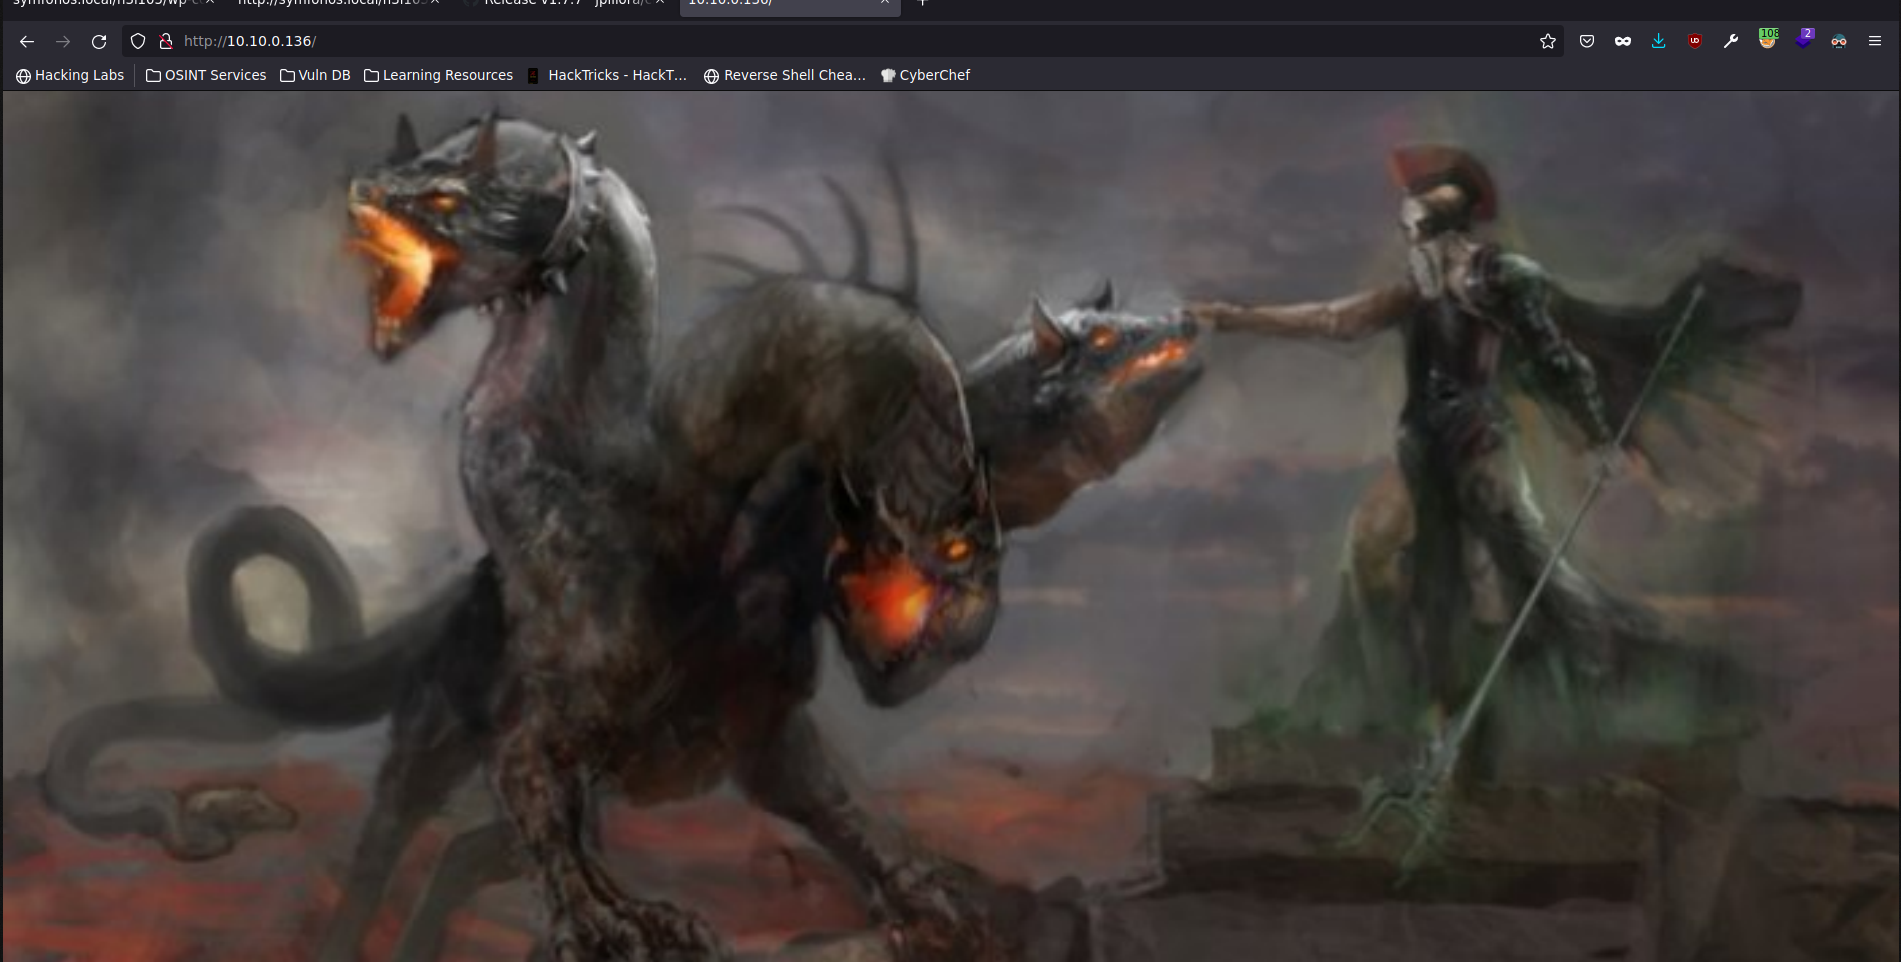 symfonos.local/h3l105/wp-c
http://symfonos.local/h3l105
Release v1.7.7 · jpillora/c
10.10.0.136/
http://10.10.0.136/
108
2
Hacking Labs
OSINT Services
Vuln DB
Learning Resources
HackTricks - HackT...
Reverse Shell Chea...
CyberChef